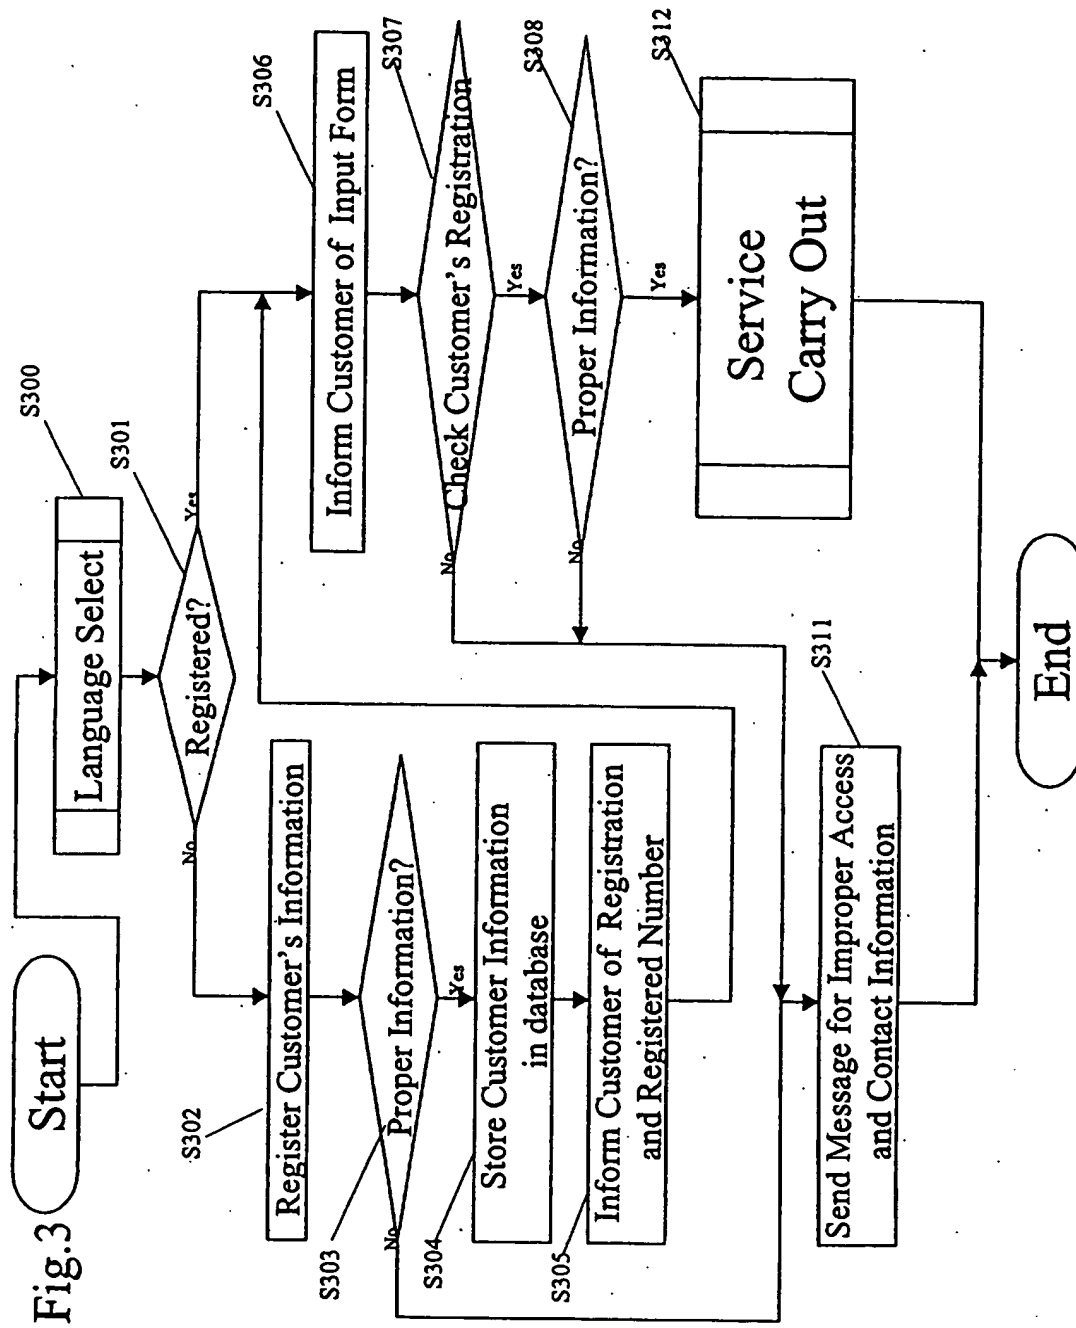 Fig.3
Start
S300
Language Select
S301
Registered?
Yes
No
S302
Register Customer's Information
S303
Proper Information?
No
Yes
S304
Store Customer Information
in database
S305
Inform Customer of Registration
and Registered Number
S306
Inform Customer of Input Form
S307
Check Customer's Registration
No
Yes
S308
Proper Information?
No
Yes
S312
Service
Carry Out
S311
Send Message for Improper Access
and Contact Information
End